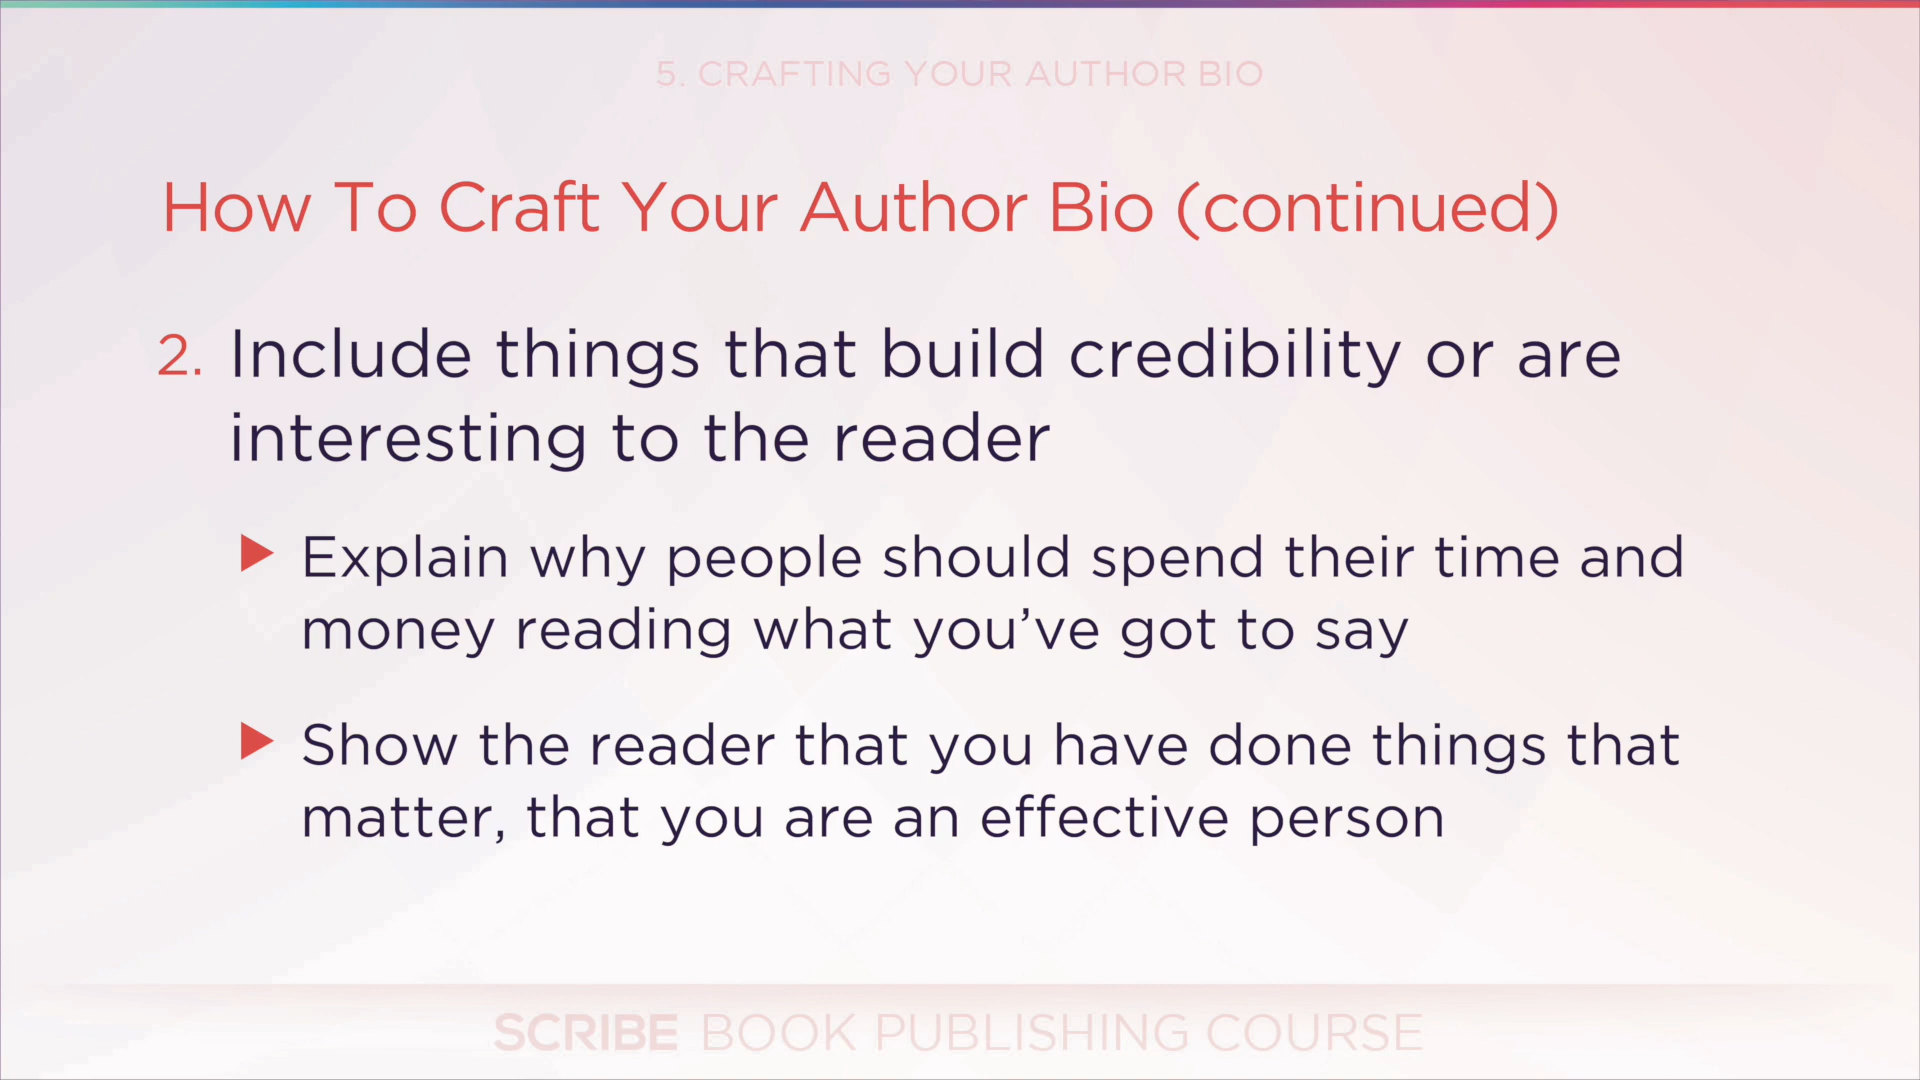 5. CRAFTING YOUR AUTHOR BIO
How To Craft Your Author Bio (continued)
2. Include things that build credibility or are
interesting to the reader
▶ Explain why people should spend their time and
money reading what you’ve got to say
▶ Show the reader that you have done things that
matter, that you are an effective person
SCRIBE BOOK PUBLISHING COURSE